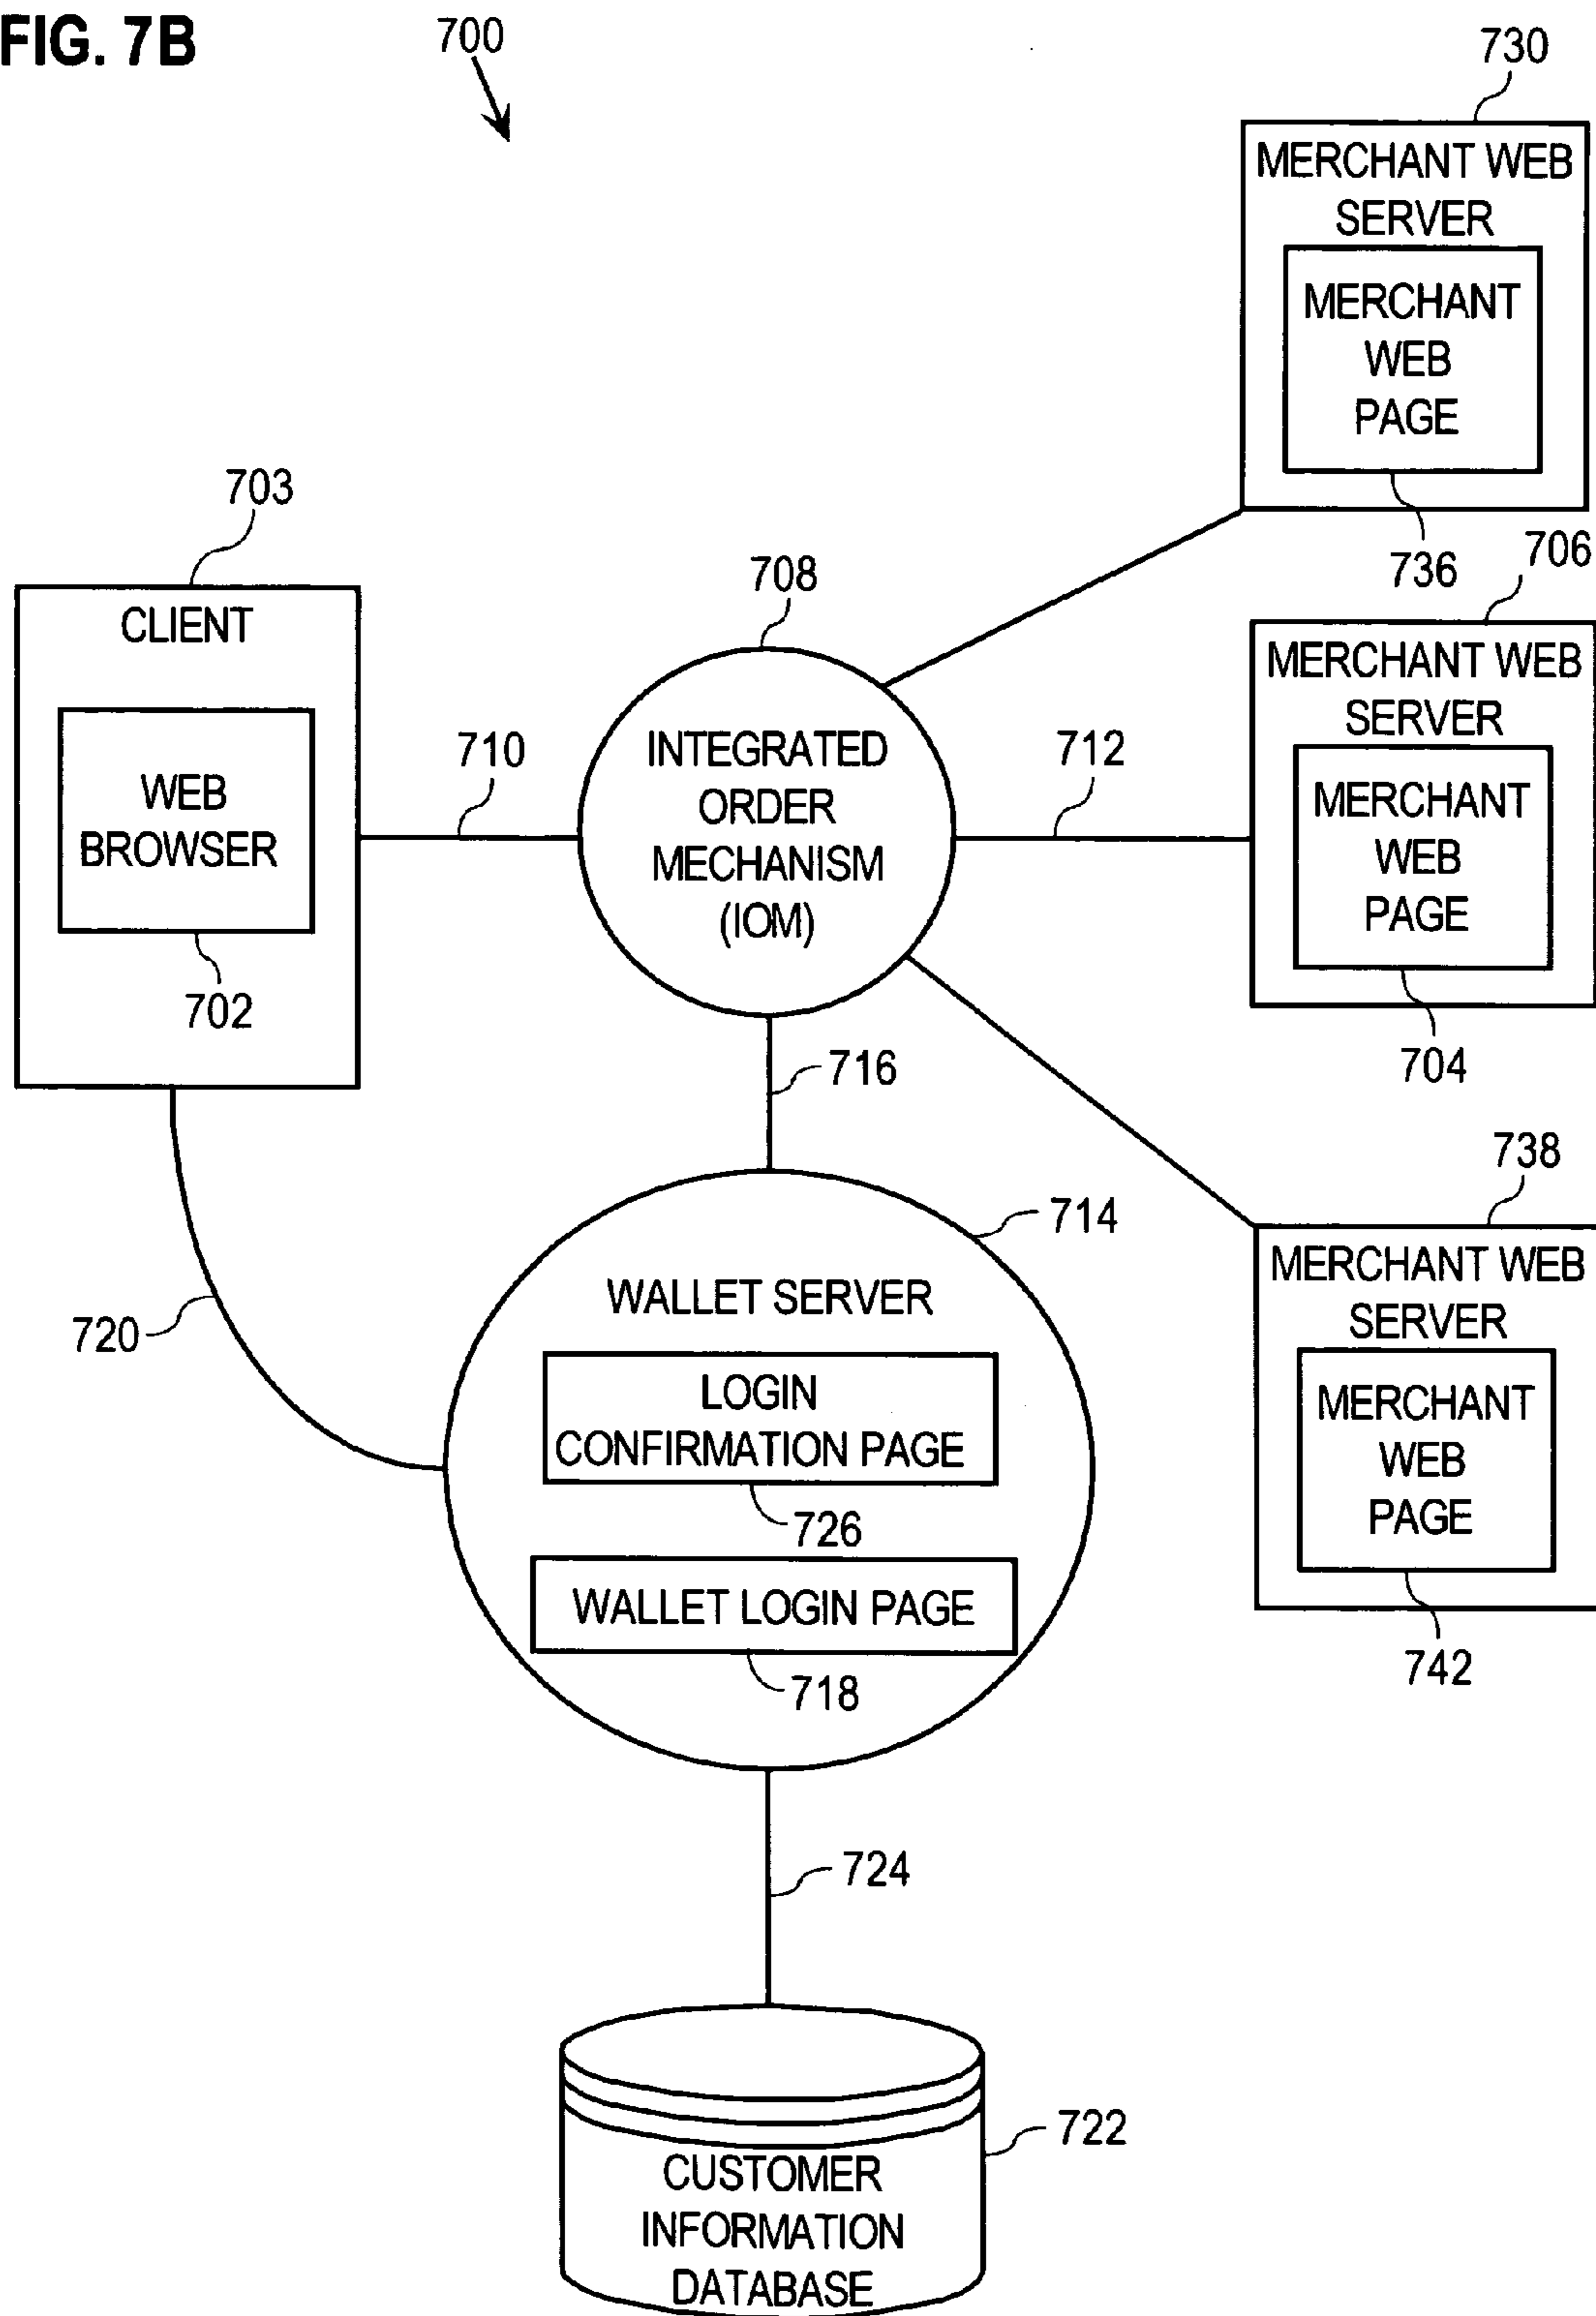 FIG. 7B
700
730
MERCHANT WEB
SERVER
MERCHANT
WEB
PAGE
736
703
CLIENT
WEB
BROWSER
702
710
708
INTEGRATED
ORDER
MECHANISM
(IOM)
712
706
MERCHANT WEB
SERVER
MERCHANT
WEB
PAGE
704
716
714
720
WALLET SERVER
LOGIN
CONFIRMATION PAGE
726
WALLET LOGIN PAGE
718
738
MERCHANT WEB
SERVER
MERCHANT
WEB
PAGE
742
724
722
CUSTOMER
INFORMATION
DATABASE